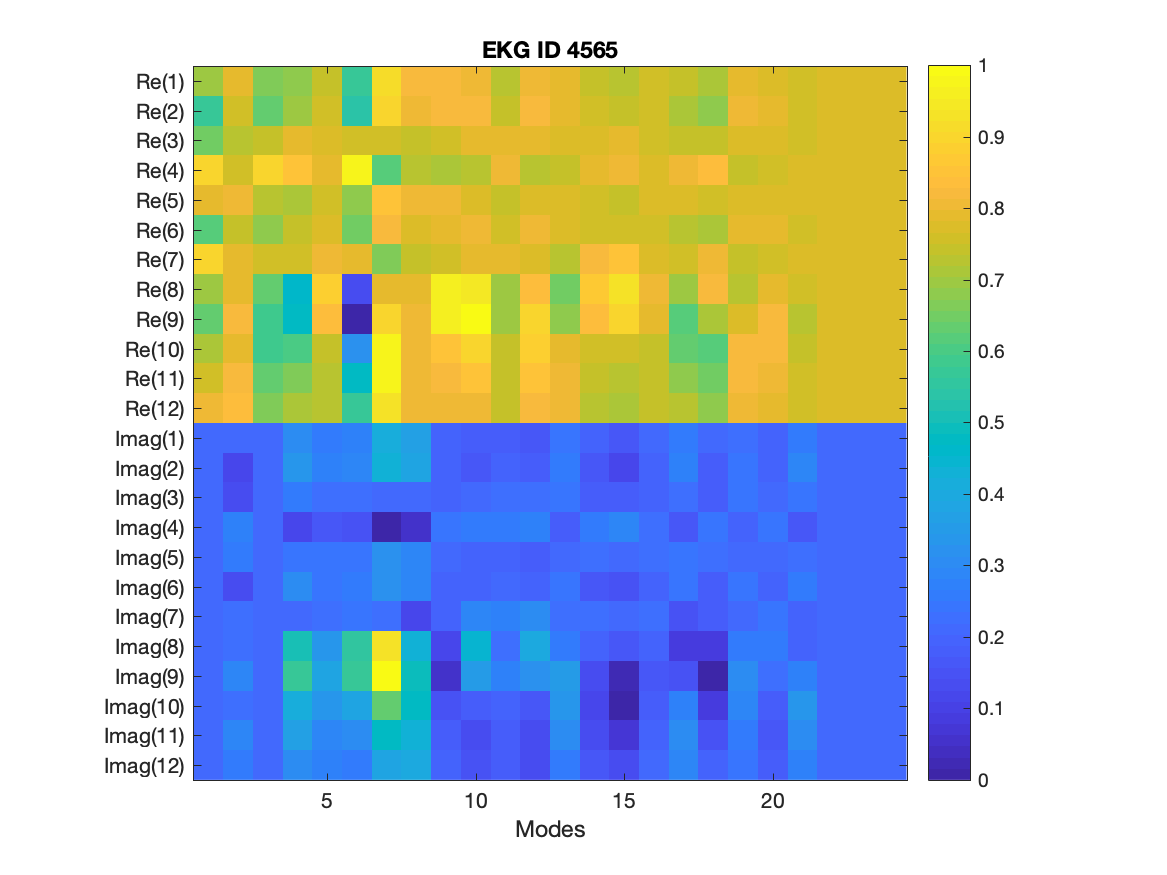 EKG ID 4565
Re(1)
Re(2)
Re(3)
Re(4)
Re(5)
Re(6)
Re(7)
Re(8)
Re(9)
Re(10)
Re(11)
Re(12)
Imag(1)
Imag(2)
Imag(3)
Imag(4)
Imag(5)
Imag(6)
Imag(7)
Imag(8)
Imag(9)
Imag(10)
Imag(11)
Imag(12)
5 10 15 20
Modes
1
0.9
0.8
0.7
0.6
0.5
0.4
0.3
0.2
0.1
0